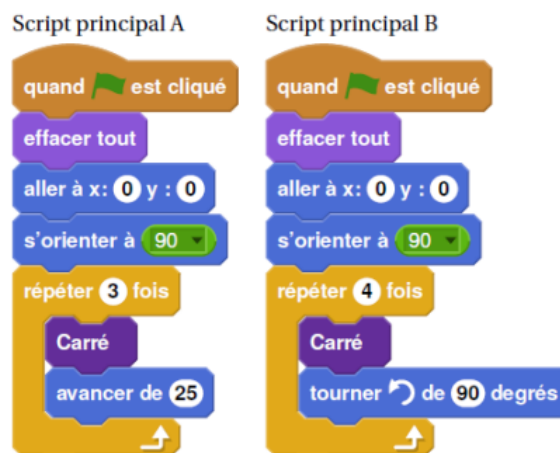 Script principal A
quand est cliqué
effacer tout
aller à x: 0 y : 0
s'orienter à 90
répéter 3 fois
Carré
avancer de 25
Script principal B
quand est cliqué
effacer tout
aller à x: 0 y : 0
s'orienter à 90
répéter 4 fois
Carré
tourner de 90 degrés